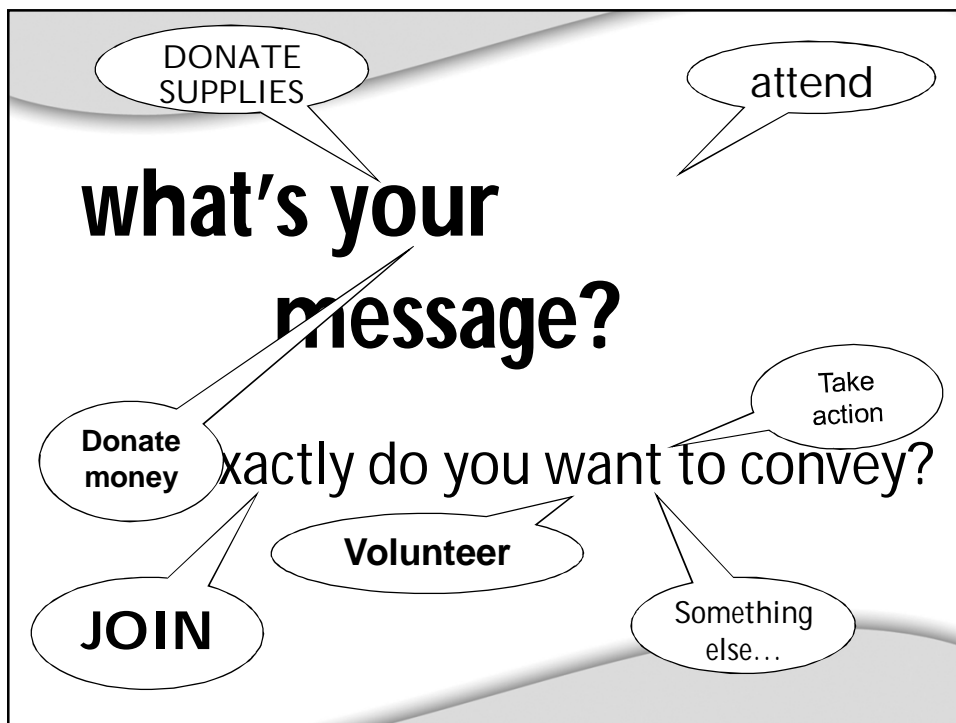 DONATE
SUPPLIES
attend
what's your
message?
Take
action
Donate
money
xactly do you want to convey?
Volunteer
JOIN
Something
else...